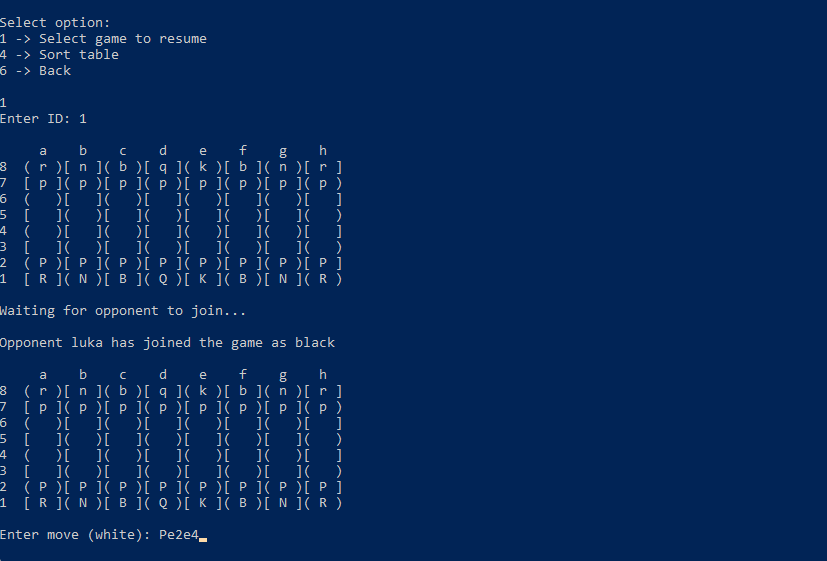 Select option:
1 -> Select game to resume
4 -> Sort table
6 -> Back
1
Enter ID: 1
     a    b    c    d    e    f    g    h
8  ( r )[ n ]( b )[ q ]( k )[ b ]( n )[ r ]
7  [ p ]( p )[ p ]( p )[ p ]( p )[ p ]( p )
6  (   )[   ](   )[   ](   )[   ](   )[   ]
5  [   ](   )[   ](   )[   ](   )[   ](   )
4  (   )[   ](   )[   ](   )[   ](   )[   ]
3  [   ](   )[   ](   )[   ](   )[   ](   )
2  ( P )[ P ]( P )[ P ]( P )[ P ]( P )[ P ]
1  [ R ]( N )[ B ]( Q )[ K ]( B )[ N ]( R )
Waiting for opponent to join...
Opponent luka has joined the game as black
     a    b    c    d    e    f    g    h
8  ( r )[ n ]( b )[ q ]( k )[ b ]( n )[ r ]
7  [ p ]( p )[ p ]( p )[ p ]( p )[ p ]( p )
6  (   )[   ](   )[   ](   )[   ](   )[   ]
5  [   ](   )[   ](   )[   ](   )[   ](   )
4  (   )[   ](   )[   ](   )[   ](   )[   ]
3  [   ](   )[   ](   )[   ](   )[   ](   )
2  ( P )[ P ]( P )[ P ]( P )[ P ]( P )[ P ]
1  [ R ]( N )[ B ]( Q )[ K ]( B )[ N ]( R )
Enter move (white): Pe2e4